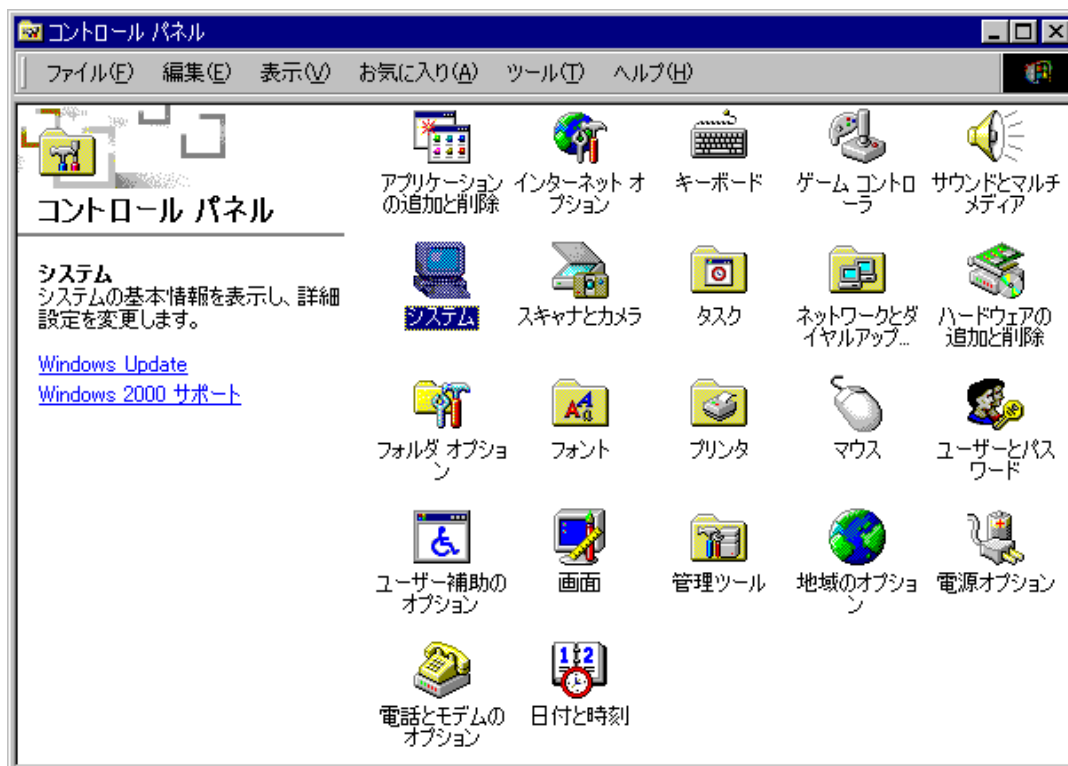 コントロール パネル
ファイル(F) 編集(E) 表示(V) お気に入り(A) ツール(T) ヘルプ(H)
コントロール パネル
システム
システムの基本情報を表示し、詳細
設定を変更します。
Windows Update
Windows 2000 サポート
アプリケーション
の追加と削除
インターネット オ
プション
キーボード
ゲーム コントロ
ーラ
サウンドとマルチ
メディア
システム
スキャナとカメラ
タスク
ネットワークとダ
イヤルアップ...
ハードウェアの
追加と削除
フォルダ オプショ
ン
フォント
プリンタ
マウス
ユーザーとパス
ワード
ユーザー補助の
オプション
画面
管理ツール
地域のオプショ
ン
電源オプション
電話とモデムの
オプション
12
日付と時刻